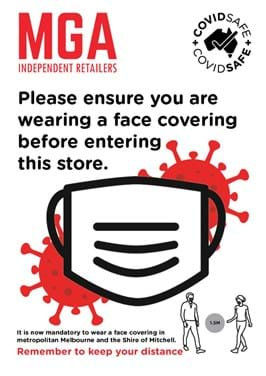 MGA
INDEPENDENT RETAILERS
+ COVIDSAFE +
COVIDSAFE
Please ensure you are
wearing a face covering
before entering
this store.
It is now mandatory to wear a face covering in
metropolitan Melbourne and the Shire of Mitchell.
Remember to keep your distance
1.5M